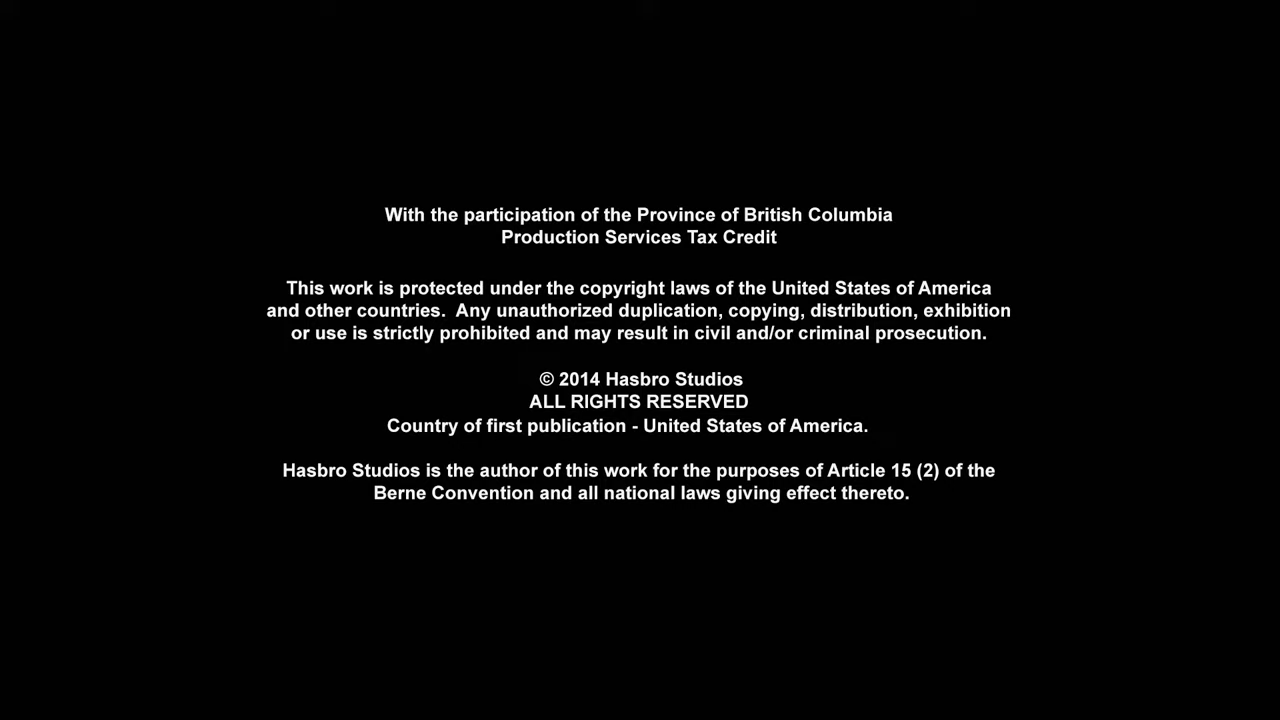 With the participation of the Province of British Columbia
Production Services Tax Credit
This work is protected under the copyright laws of the United States of America
and other countries.  Any unauthorized duplication, copying, distribution, exhibition
or use is strictly prohibited and may result in civil and/or criminal prosecution.
© 2014 Hasbro Studios
ALL RIGHTS RESERVED
Country of first publication - United States of America.
Hasbro Studios is the author of this work for the purposes of Article 15 (2) of the
Berne Convention and all national laws giving effect thereto.